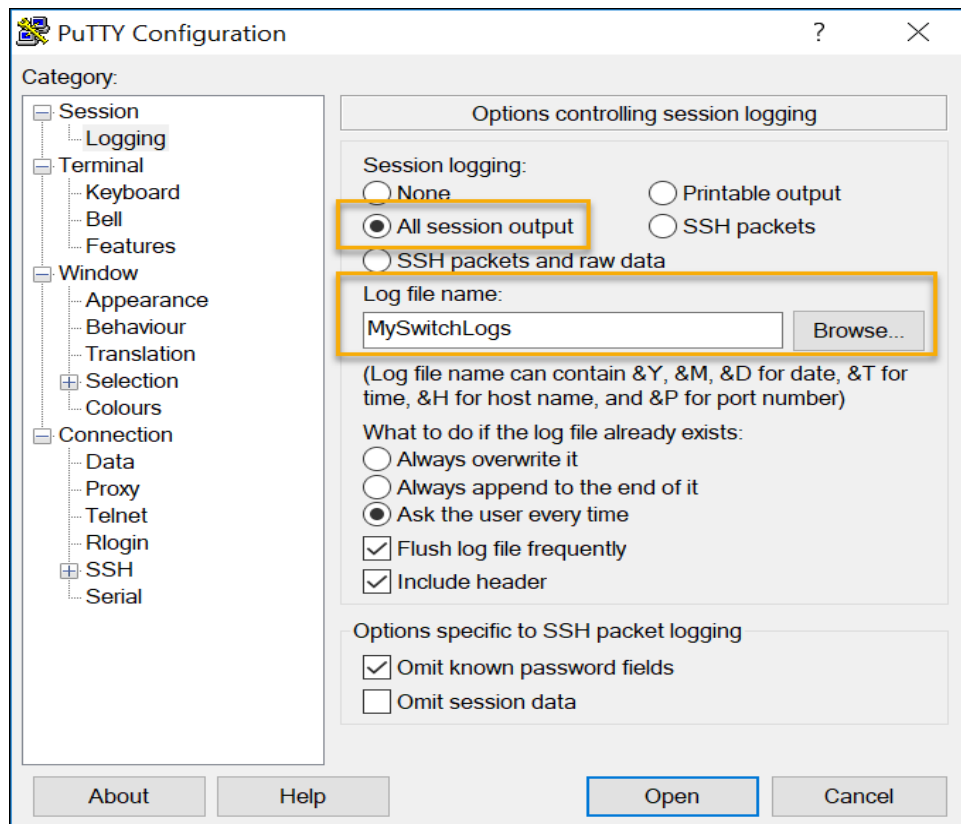 PuTTY Configuration
?
Category:
Session
Logging
Terminal
Keyboard
Bell
Features
Window
Appearance
Behaviour
Translation
Selection
Colours
Connection
Data
Proxy
Telnet
Rlogin
SSH
Serial
Options controlling session logging
Session logging:
None
Printable output
All session output
SSH packets
SSH packets and raw data
Log file name:
MySwitchLogs
Browse...
(Log file name can contain &Y, &M, &D for date, &T for
time, &H for host name, and &P for port number)
What to do if the log file already exists:
Always overwrite it
Always append to the end of it
Ask the user every time
Flush log file frequently
Include header
Options specific to SSH packet logging
Omit known password fields
Omit session data
About
Help
Open
Cancel